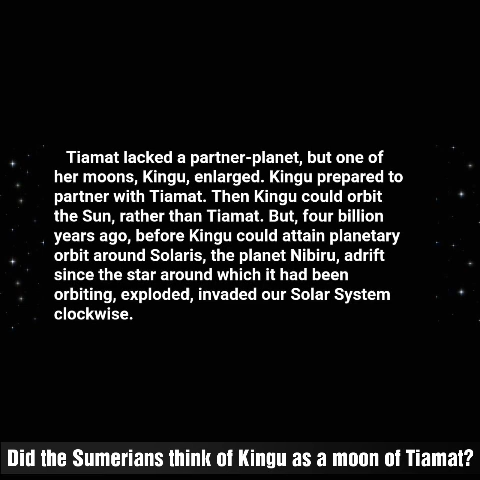 Tiamat lacked a partner-planet, but one of
her moons, Kingu, enlarged. Kingu prepared to
partner with Tiamat. Then Kingu could orbit
the Sun, rather than Tiamat. But, four billion
years ago, before Kingu could attain planetary
orbit around Solaris, the planet Nibiru, adrift
since the star around which it had been
orbiting, exploded, invaded our Solar System
clockwise.
Did the Sumerians think of Kingu as a moon of Tiamat?